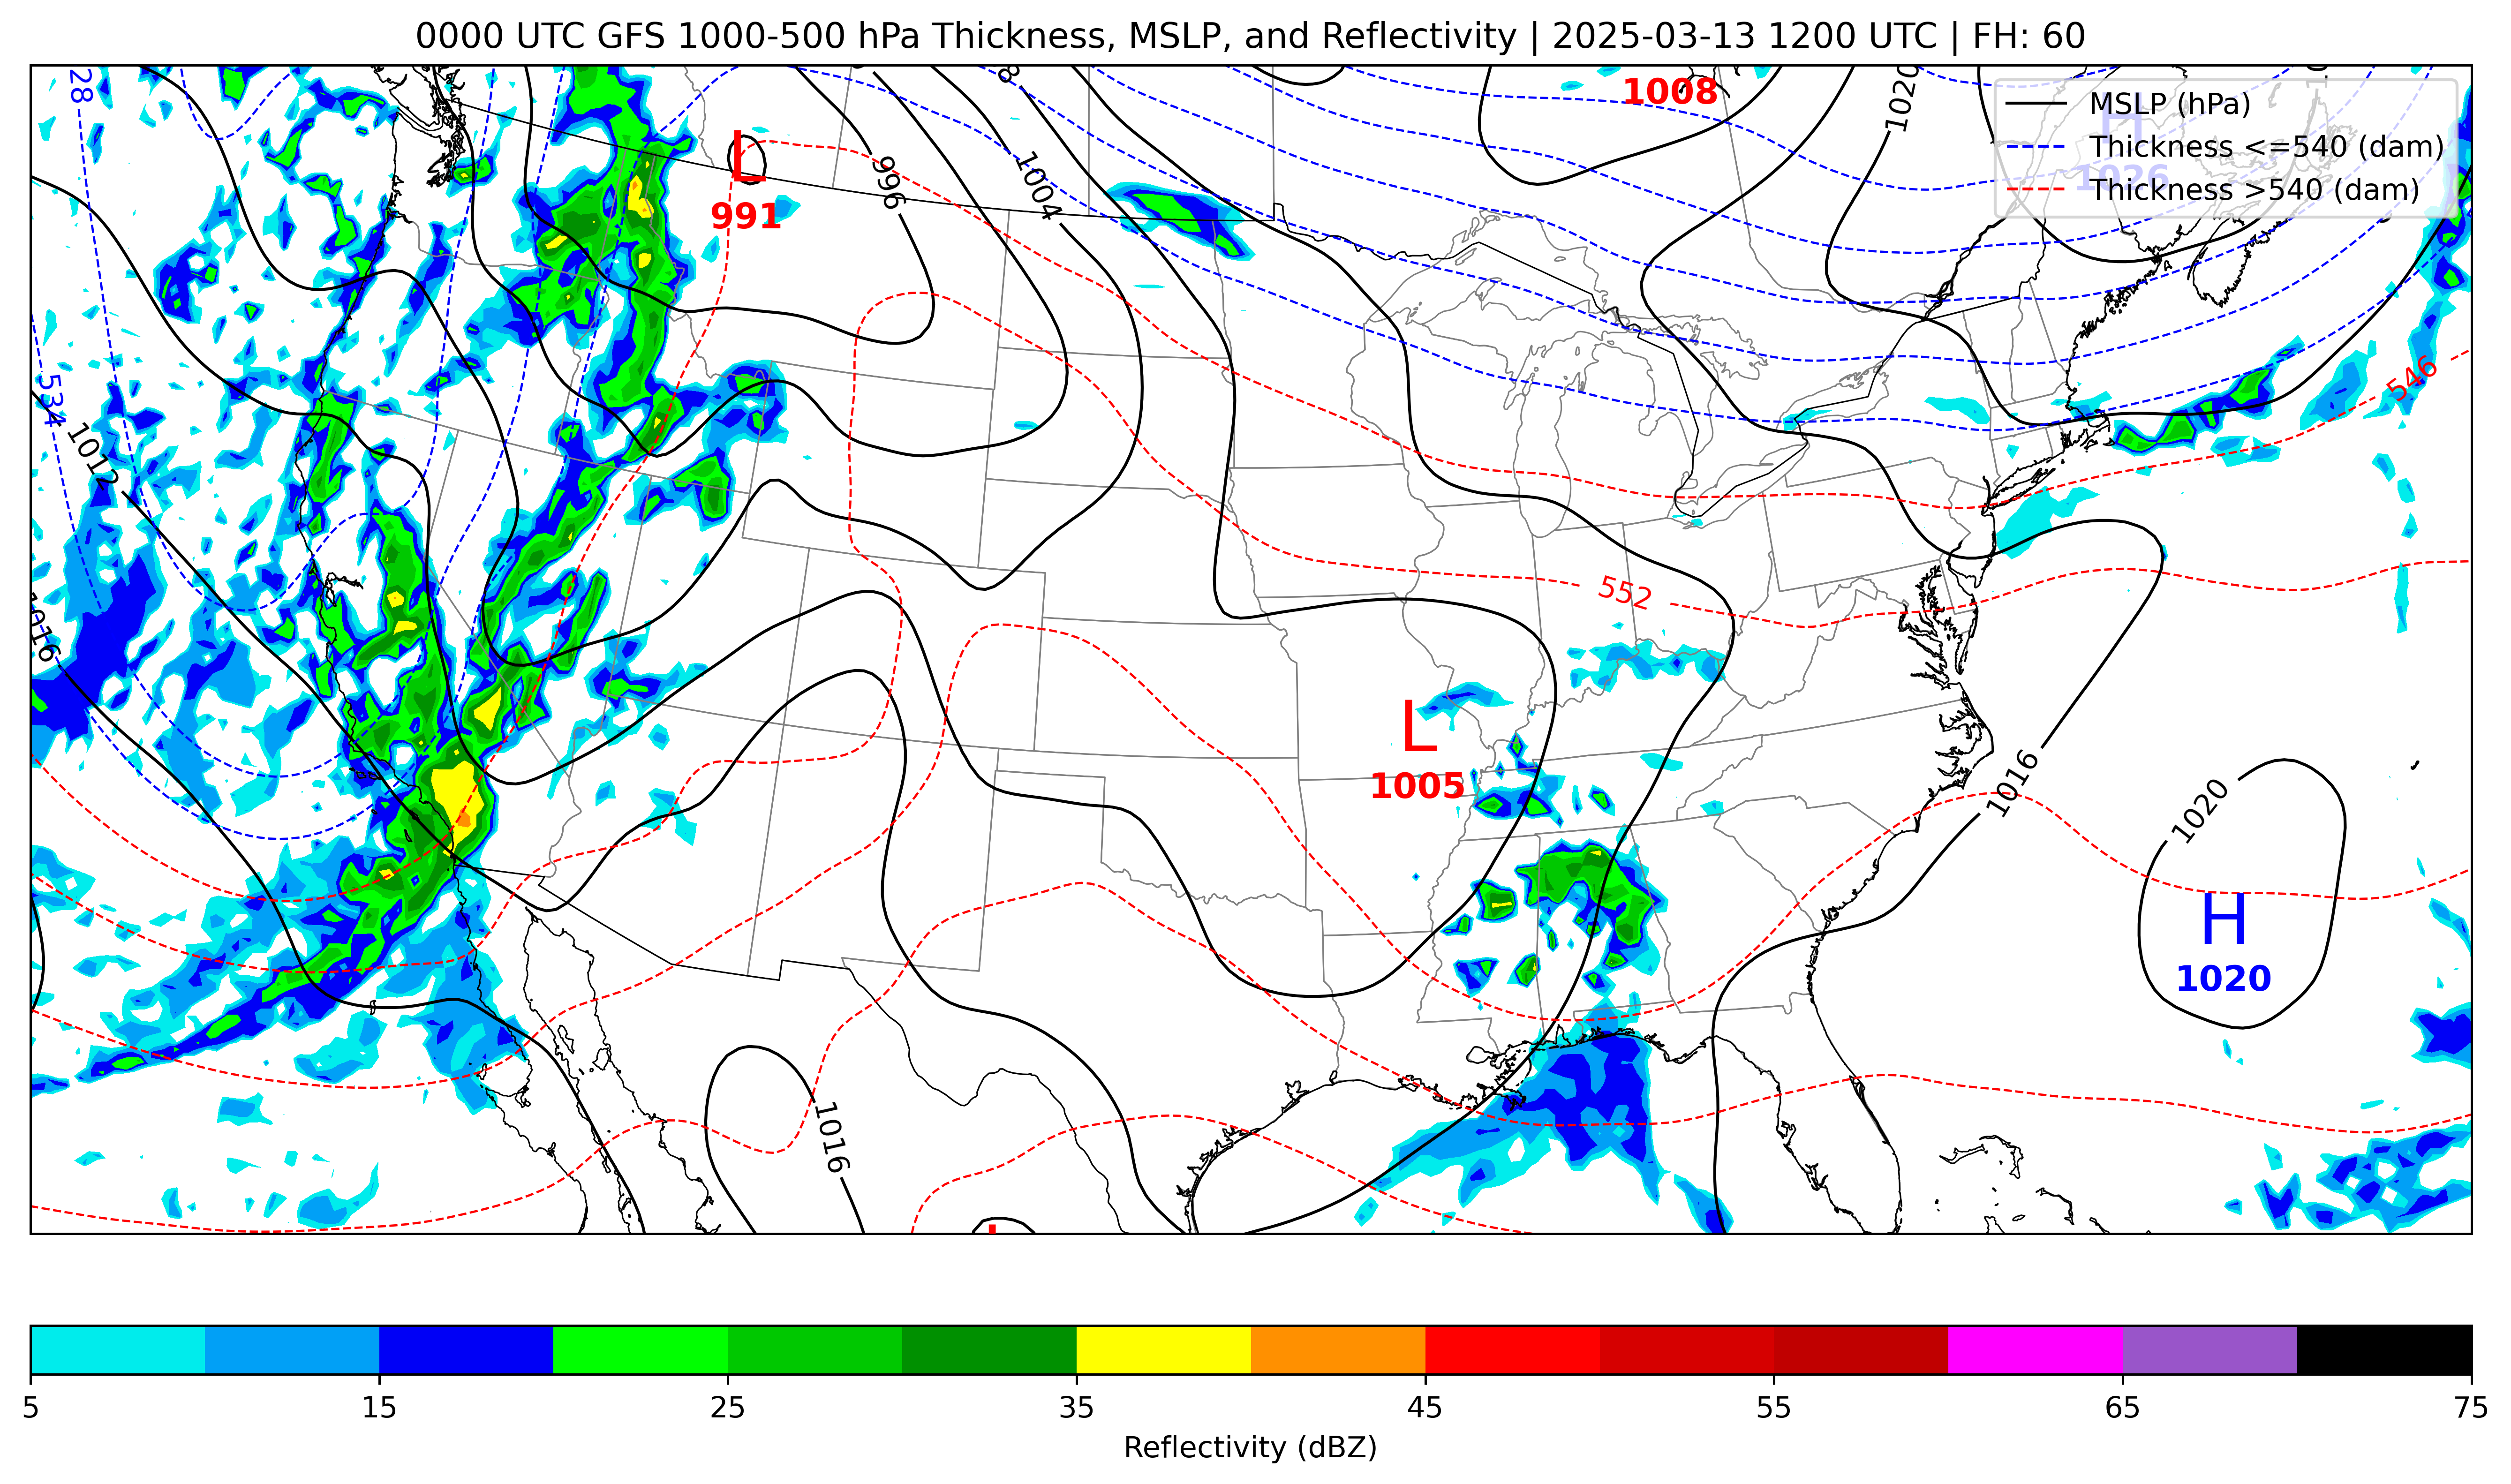 0000 UTC GFS 1000-500 hPa Thickness, MSLP, and Reflectivity | 2025-03-13 1200 UTC | FH: 60
28
8
1008
1020
MSLP (hPa)
Thickness <=540 (dam)
Thickness >540 (dam)
H
1026
L
991
996
1004
534
546
1012
552
1016
L
1005
1016
1020
H
1020
1016
5
15
25
35
45
55
65
75
Reflectivity (dBZ)